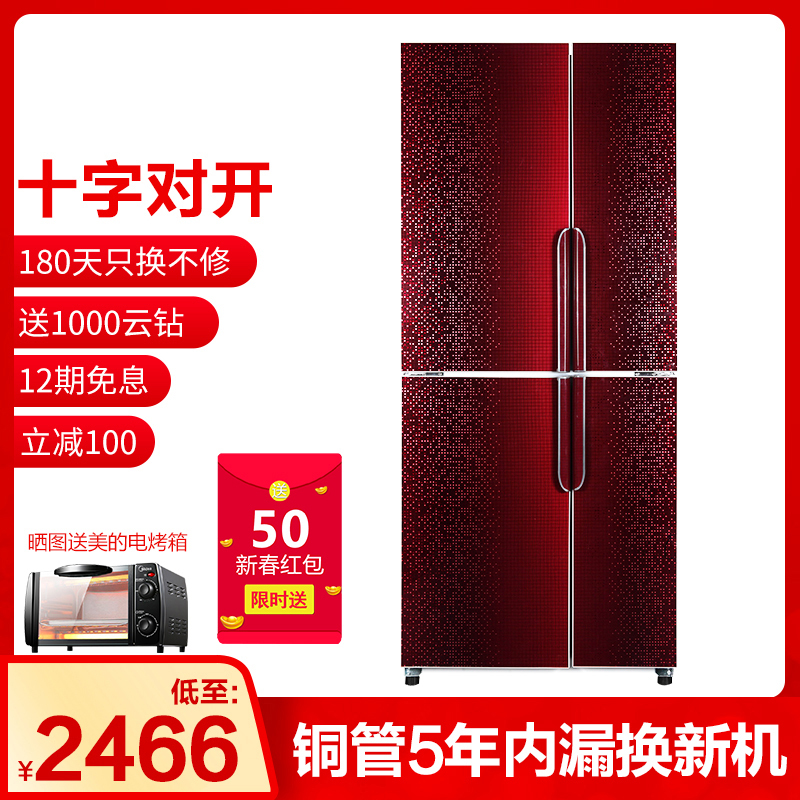 十字对开
180天只换不修
送1000云钻
12期免息
立减100
晒图送美的电烤箱
送
50
新春红包
限时送
低至:
¥2466
铜管5年内漏换新机